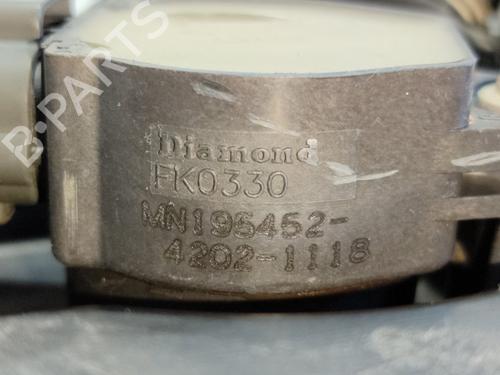 B-PARTS
Diamond
FK0330
MN195452-
4202-1118